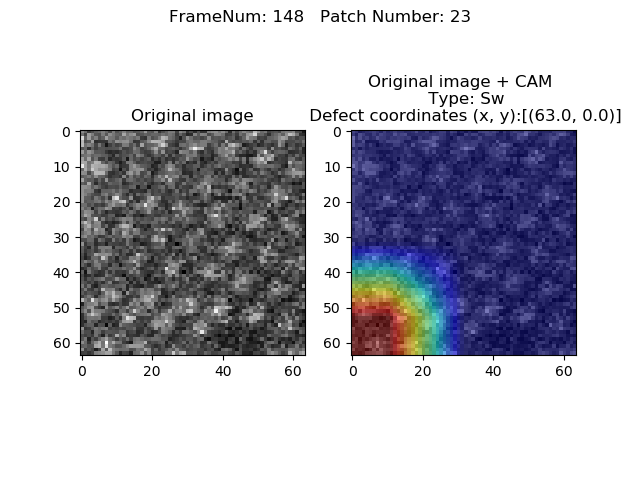 FrameNum: 148   Patch Number: 23
Original image
Original image + CAM
Type: Sw
Defect coordinates (x, y):[(63.0, 0.0)]
0
10
20
30
40
50
60
0 20 40 60
0
10
20
30
40
50
60
0 20 40 60